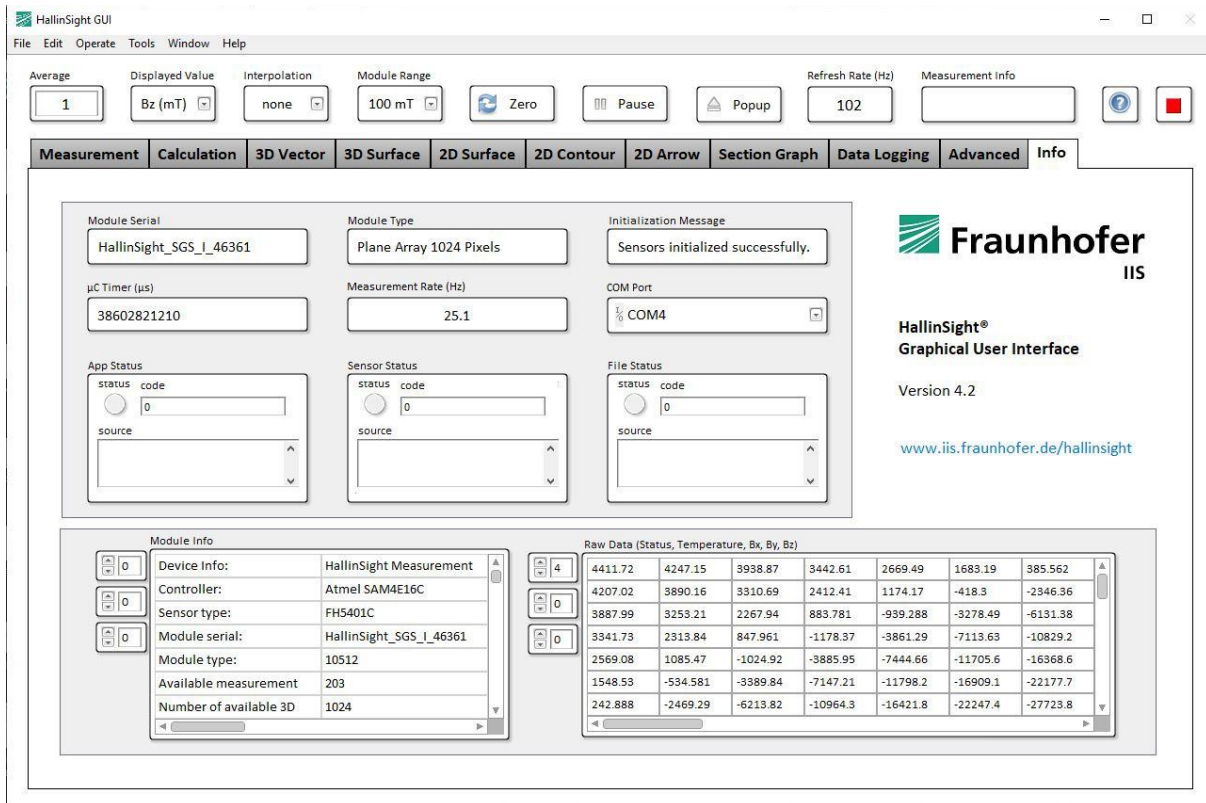 HallinSight GUI
File Edit Operate Tools Window Help
Average Displayed Value Interpolation Module Range Refresh Rate (Hz) Measurement Info
1 Bz (mT) none 100 mT Zero Pause Popup 102 ?
Measurement Calculation 3D Vector 3D Surface 2D Surface 2D Contour 2D Arrow Section Graph Data Logging Advanced Info
Module Serial Module Type Initialization Message
HallinSight_SGS_I_46361 Plane Array 1024 Pixels Sensors initialized successfully.
µC Timer (µs) Measurement Rate (Hz) COM Port
38602821210 25.1 I/O COM4
App Status Sensor Status File Status
status code status code status code
0 0 0
source source source
Fraunhofer
IIS
HallinSight®
Graphical User Interface
Version 4.2
www.iis.fraunhofer.de/hallinsight
Module Info
0 Device Info: HallinSight Measurement
0 Controller: Atmel SAM4E16C
Sensor type: FH5401C
0 Module serial: HallinSight_SGS_I_46361
Module type: 10512
Available measurement 203
Number of available 3D 1024
Raw Data (Status, Temperature, Bx, By, Bz)
4 4411.72 4247.15 3938.87 3442.61 2669.49 1683.19 385.562
0 4207.02 3890.16 3310.69 2412.41 1174.17 -418.3 -2346.36
3887.99 3253.21 2267.94 883.781 -939.288 -3278.49 -6131.38
0 3341.73 2313.84 847.961 -1178.37 -3861.29 -7113.63 -10829.2
2569.08 1085.47 -1024.92 -3885.95 -7444.66 -11705.6 -16368.6
1548.53 -534.581 -3389.84 -7147.21 -11798.2 -16909.1 -22177.7
242.888 -2469.29 -6213.82 -10964.3 -16421.8 -22247.4 -27723.8